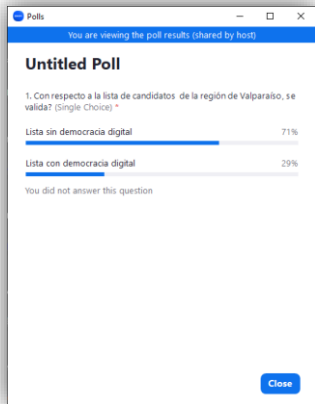 Polls
You are viewing the poll results (shared by host)
Untitled Poll
1. Con respecto a la lista de candidatos de la región de Valparaíso, se
valida? (Single Choice) *
Lista sin democracia digital 71%
Lista con democracia digital 29%
You did not answer this question
Close